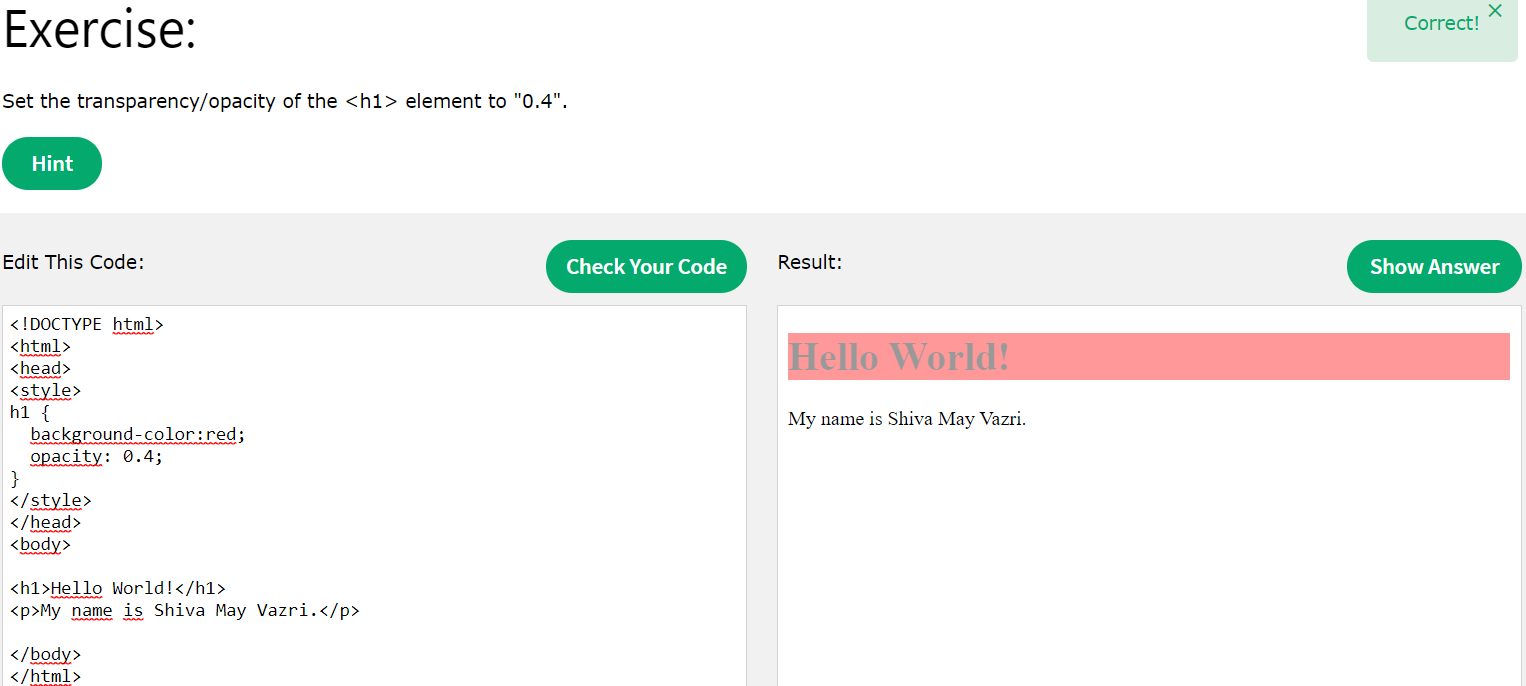 Exercise:
Correct!
×
Set the transparency/opacity of the <h1> element to "0.4".
Hint
Edit This Code:
Check Your Code
<!DOCTYPE html>
<html>
<head>
<style>
h1 {
  background-color:red;
  opacity: 0.4;
}
</style>
</head>
<body>

<h1>Hello World!</h1>
<p>My name is Shiva May Vazri.</p>

</body>
</html>
Result:
Show Answer
Hello World!
My name is Shiva May Vazri.